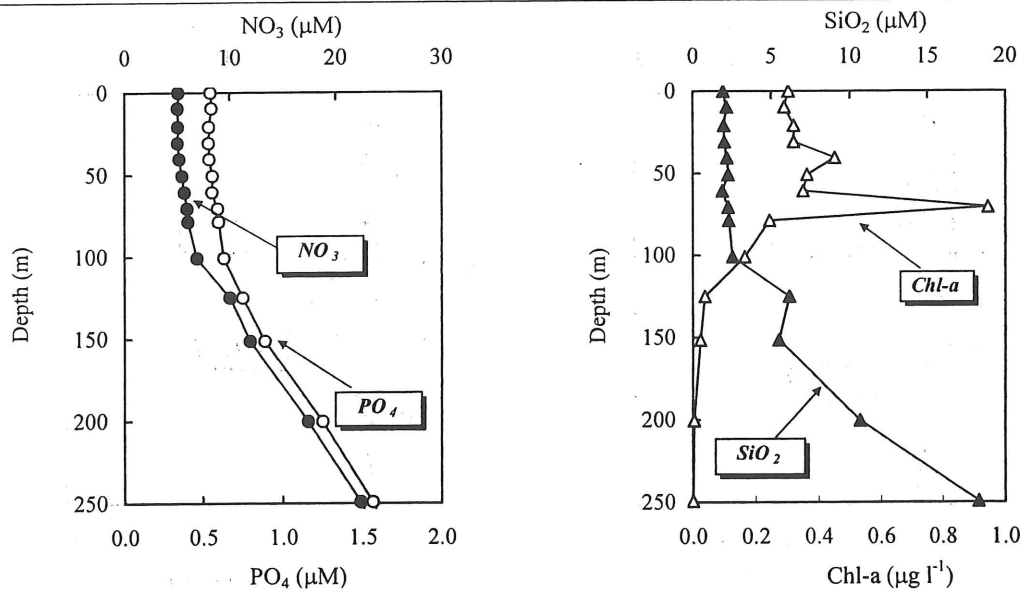 NO₃ (μM)
0 10 20 30
0
50
100
150
200
250
Depth (m)
NO₃
PO₄
0.0 0.5 1.0 1.5 2.0
PO₄ (μM)
SiO₂ (μM)
0 5 10 15 20
0
50
100
150
200
250
Depth (m)
Chl-a
SiO₂
0 0.2 0.4 0.6 0.8 1.0
Chl-a (μg l⁻¹)